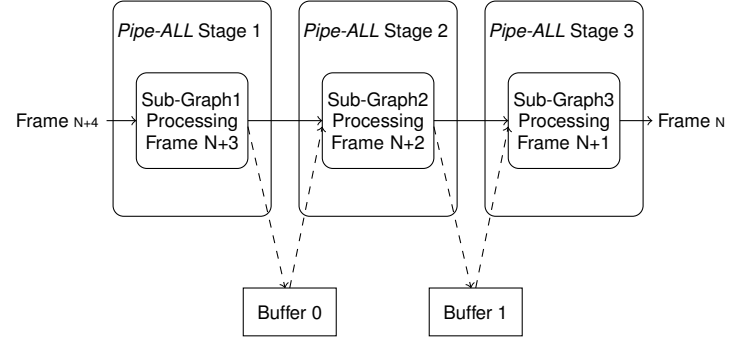 Pipe-ALL Stage 1
Pipe-ALL Stage 2
Pipe-ALL Stage 3
Frame N+4
Sub-Graph1
Processing
Frame N+3
Sub-Graph2
Processing
Frame N+2
Sub-Graph3
Processing
Frame N+1
Frame N
Buffer 0
Buffer 1